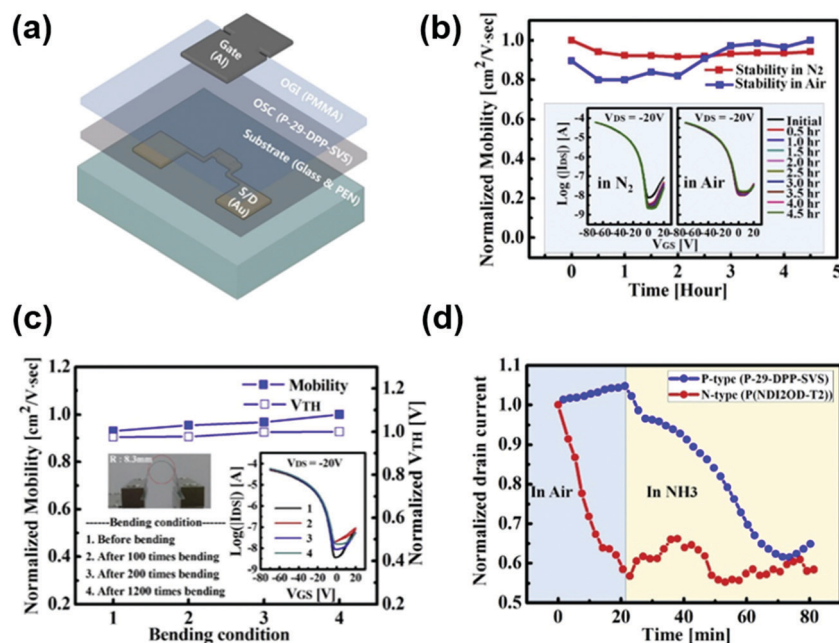 (a)
Gate
(Al)
OGI (PMMA)
OSC (P-29-DPP-SVS)
Substrate (Glass & PEN)
S/D
(Au)
(b)
Normalized Mobility [cm²/V·sec]
1.0
0.8
0.6
0.4
0.2
0.0
Stability in N₂
Stability in Air
Log (|IDS|) [A]
-4
-5
-6
-7
-8
-9
VDS = -20V
in N₂
-80 -60 -40 -20 0 20
VDS = -20V
in Air
-80 -60 -40 -20 0 20
VGS [V]
Initial
0.5 hr
1.0 hr
1.5 hr
2.0 hr
2.5 hr
3.0 hr
3.5 hr
4.0 hr
4.5 hr
0 1 2 3 4 5
Time [Hour]
(c)
Normalized Mobility [cm²/V·sec]
1.2
1.0
0.8
0.6
0.4
0.2
Mobility
VTH
R : 8.3mm
------Bending condition-----
1. Before bending
2. After 100 times bending
3. After 200 times bending
4. After 1200 times bending
Log(|IDS|) [A]
-4
-5
-6
-7
-8
VDS = -20V
1
2
3
4
-60 -40 -20 0 20
VGS [V]
1.2
1.0
0.8
0.6
0.4
0.2
Normalized VTH [V]
1 2 3 4
Bending condition
(d)
Normalized drain current
1.1
1.0
0.9
0.8
0.7
0.6
0.5
P-type (P-29-DPP-SVS)
N-type (P(NDI2OD-T2))
In Air
In NH3
0 20 40 60 80
Time [min]